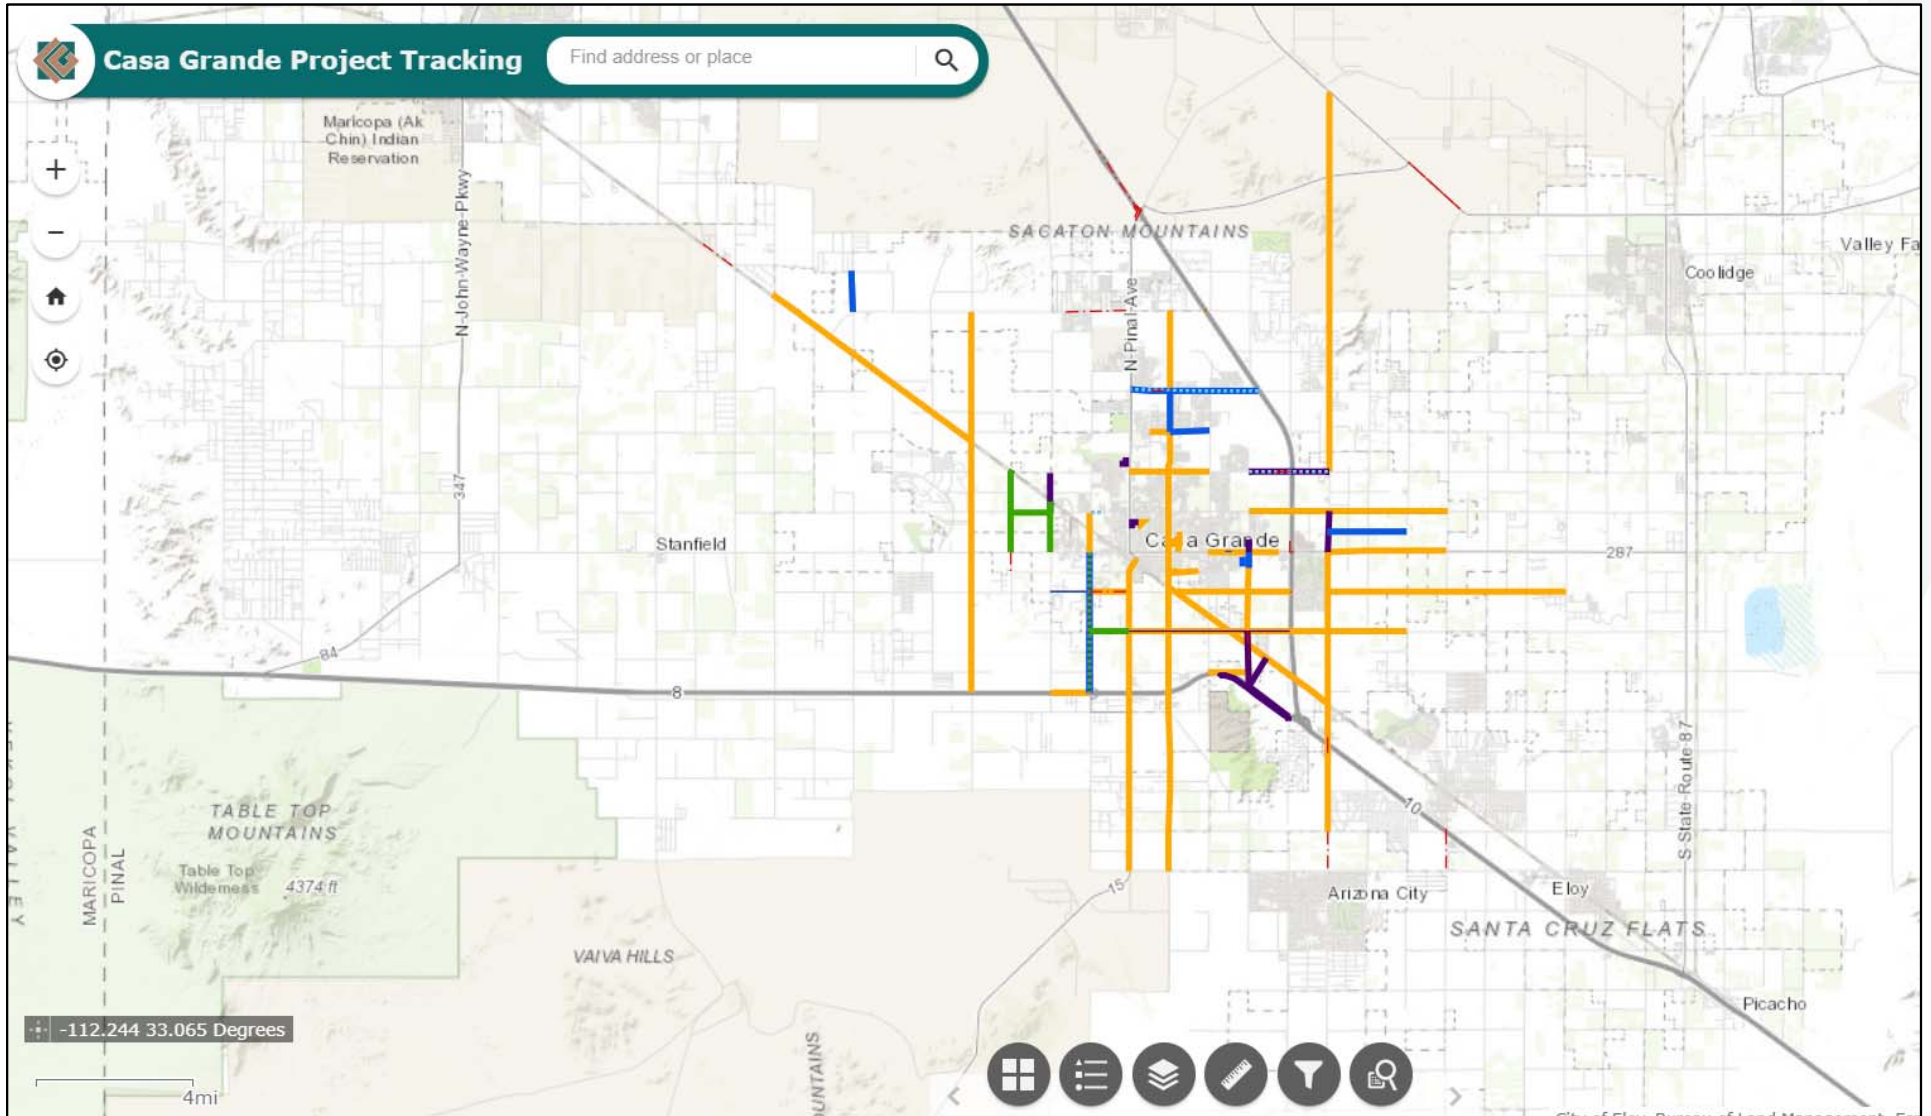 Casa Grande Project Tracking
Find address or place
Maricopa (Ak
Chin) Indian
Reservation
N-John-Wayne-Pkwy
SACATON MOUNTAINS
Valley Fa
Coolidge
N-Pinal-Ave
347
Stanfield
Casa Grande
287
84
8
S-State-Route-87
10
TABLE TOP
MOUNTAINS
MARICOPA
PINAL
Table Top
Wilderness
4374 ft
15
Arizona City
Eloy
SANTA CRUZ FLATS
VAIVA HILLS
Picacho
-112.244 33.065 Degrees
4mi
OUNTAINS